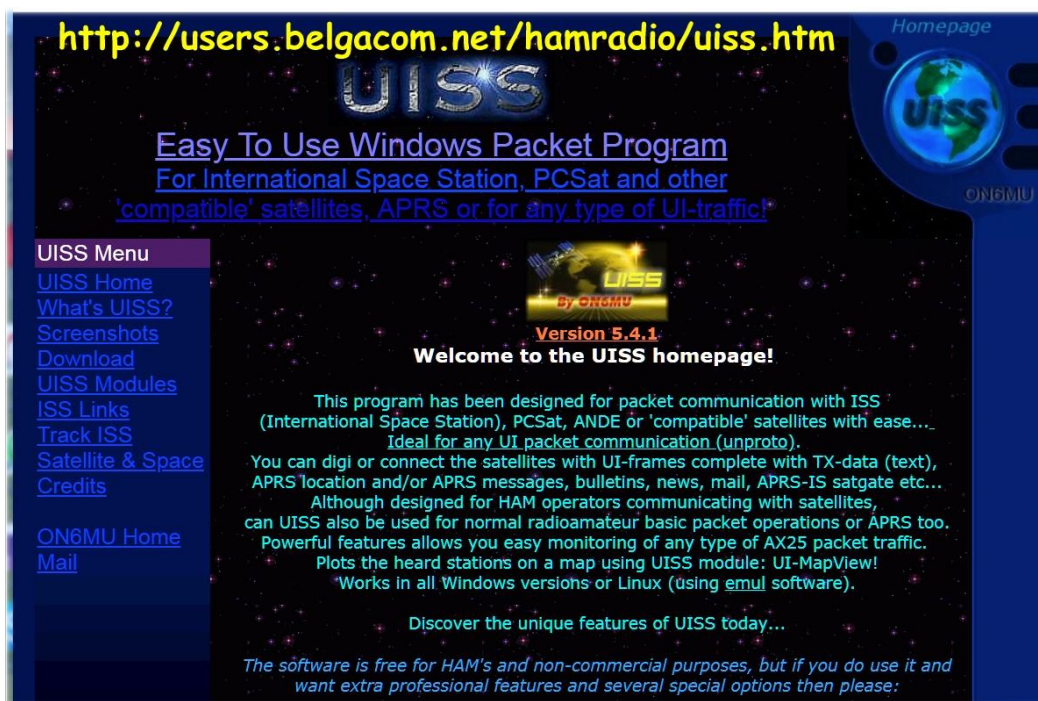 http://users.belgacom.net/hamradio/uiss.htm
Homepage
UISS
UISS
ON6MU
Easy To Use Windows Packet Program
For International Space Station, PCSat and other
'compatible' satellites, APRS or for any type of UI-traffic!
UISS Menu
UISS Home
What's UISS?
Screenshots
Download
UISS Modules
ISS Links
Track ISS
Satellite & Space
Credits
ON6MU Home
Mail
UISS
By ON6MU
Version 5.4.1
Welcome to the UISS homepage!
This program has been designed for packet communication with ISS
(International Space Station), PCSat, ANDE or 'compatible' satellites with ease...
Ideal for any UI packet communication (unproto).
You can digi or connect the satellites with UI-frames complete with TX-data (text),
APRS location and/or APRS messages, bulletins, news, mail, APRS-IS satgate etc...
Although designed for HAM operators communicating with satellites,
can UISS also be used for normal radioamateur basic packet operations or APRS too.
Powerful features allows you easy monitoring of any type of AX25 packet traffic.
Plots the heard stations on a map using UISS module: UI-MapView!
Works in all Windows versions or Linux (using emul software).
Discover the unique features of UISS today...
The software is free for HAM's and non-commercial purposes, but if you do use it and
want extra professional features and several special options then please: